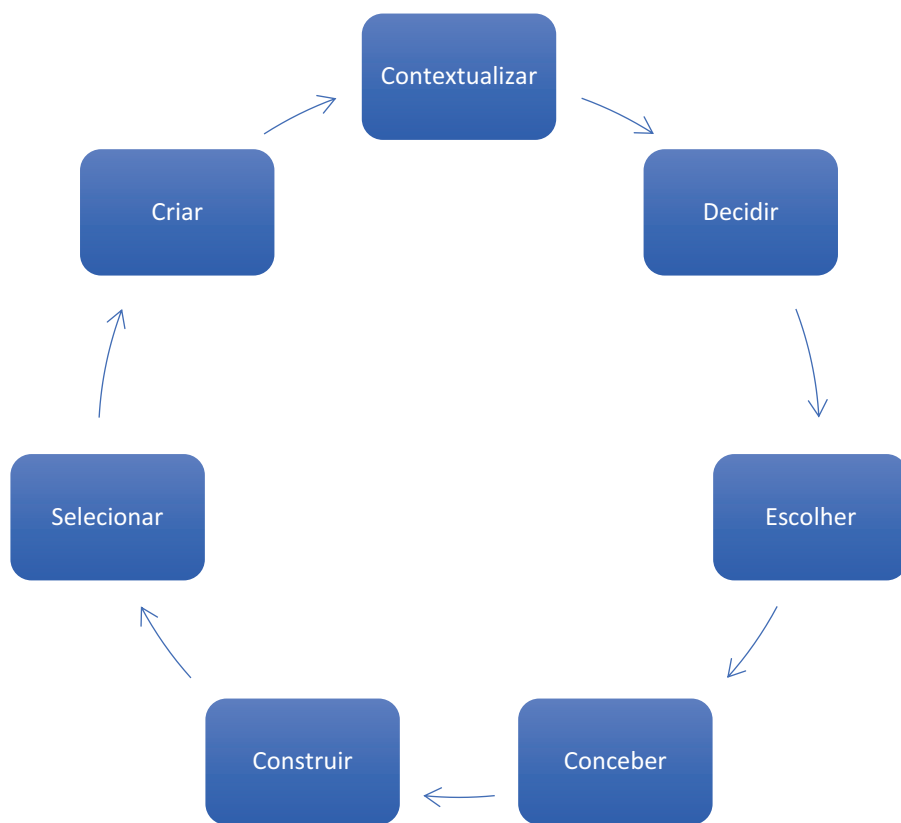 Contextualizar
Decidir
Escolher
Conceber
Construir
Selecionar
Criar